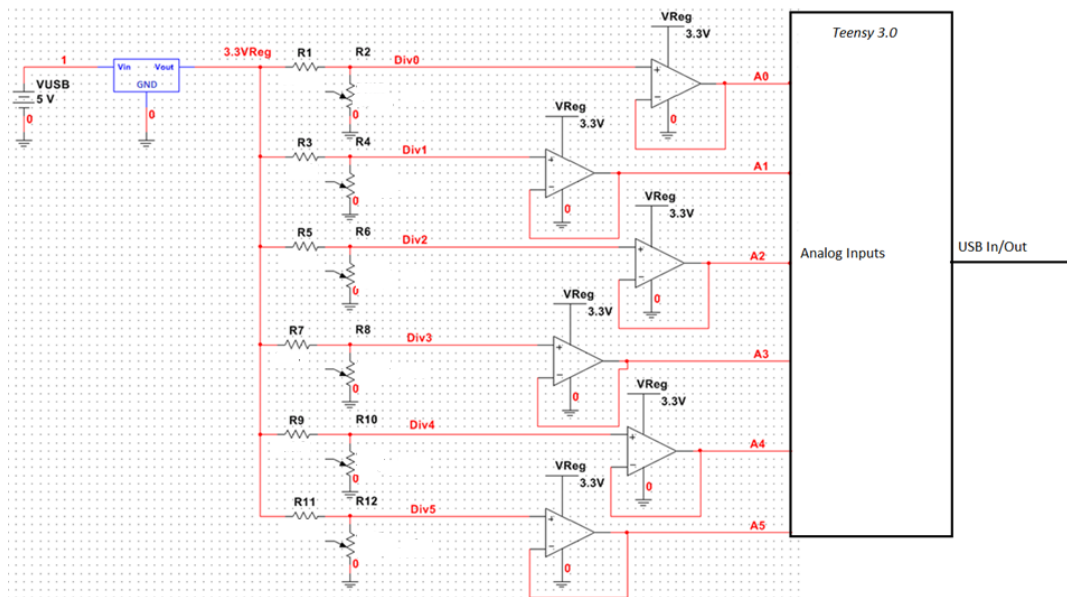 VReg
3.3V
Teensy 3.0
1
3.3VReg
R1
R2
Div0
Vin
Vout
GND
A0
VUSB
5 V
0
0
0
0
VReg
3.3V
R3
R4
Div1
A1
0
0
VReg
3.3V
R5
R6
Div2
A2
Analog Inputs
USB In/Out
0
0
VReg
3.3V
R7
R8
Div3
A3
0
0
VReg
3.3V
R9
R10
Div4
A4
0
0
VReg
3.3V
R11
R12
Div5
A5
0
0